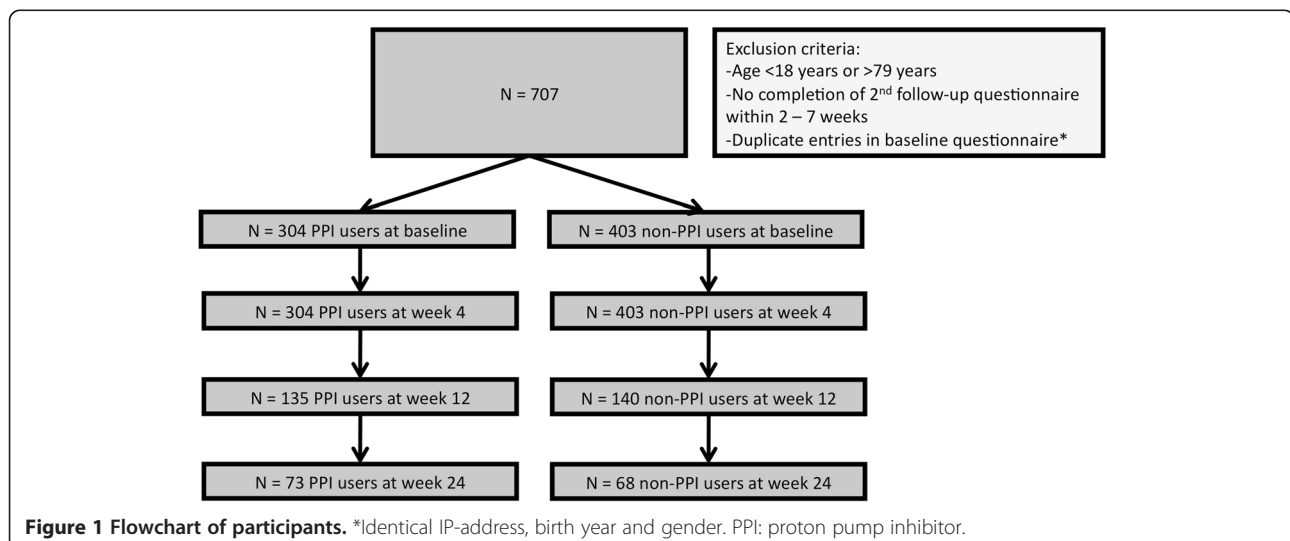 N = 707
Exclusion criteria:
-Age <18 years or >79 years
-No completion of 2nd follow-up questionnaire
within 2 – 7 weeks
-Duplicate entries in baseline questionnaire*
N = 304 PPI users at baseline
N = 403 non-PPI users at baseline
N = 304 PPI users at week 4
N = 403 non-PPI users at week 4
N = 135 PPI users at week 12
N = 140 non-PPI users at week 12
N = 73 PPI users at week 24
N = 68 non-PPI users at week 24
Figure 1 Flowchart of participants. *Identical IP-address, birth year and gender. PPI: proton pump inhibitor.